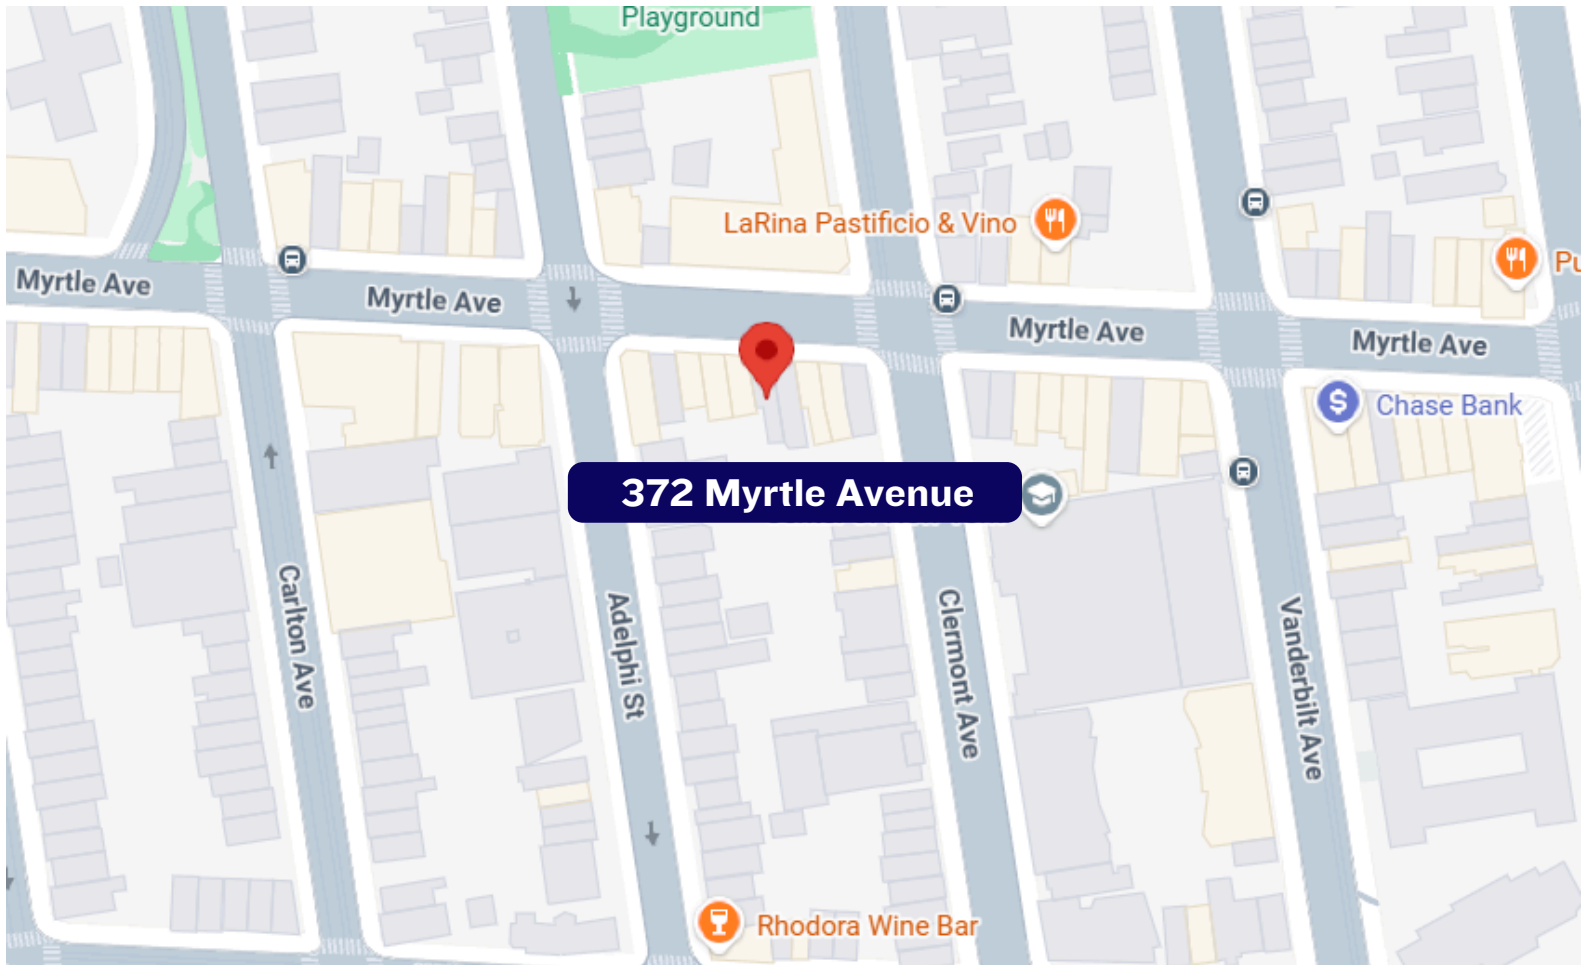 Playground
LaRina Pastificio & Vino
Pu
Myrtle Ave
Myrtle Ave
Myrtle Ave
Myrtle Ave
Chase Bank
372 Myrtle Avenue
Carlton Ave
Adelphi St
Clermont Ave
Vanderbilt Ave
Rhodora Wine Bar